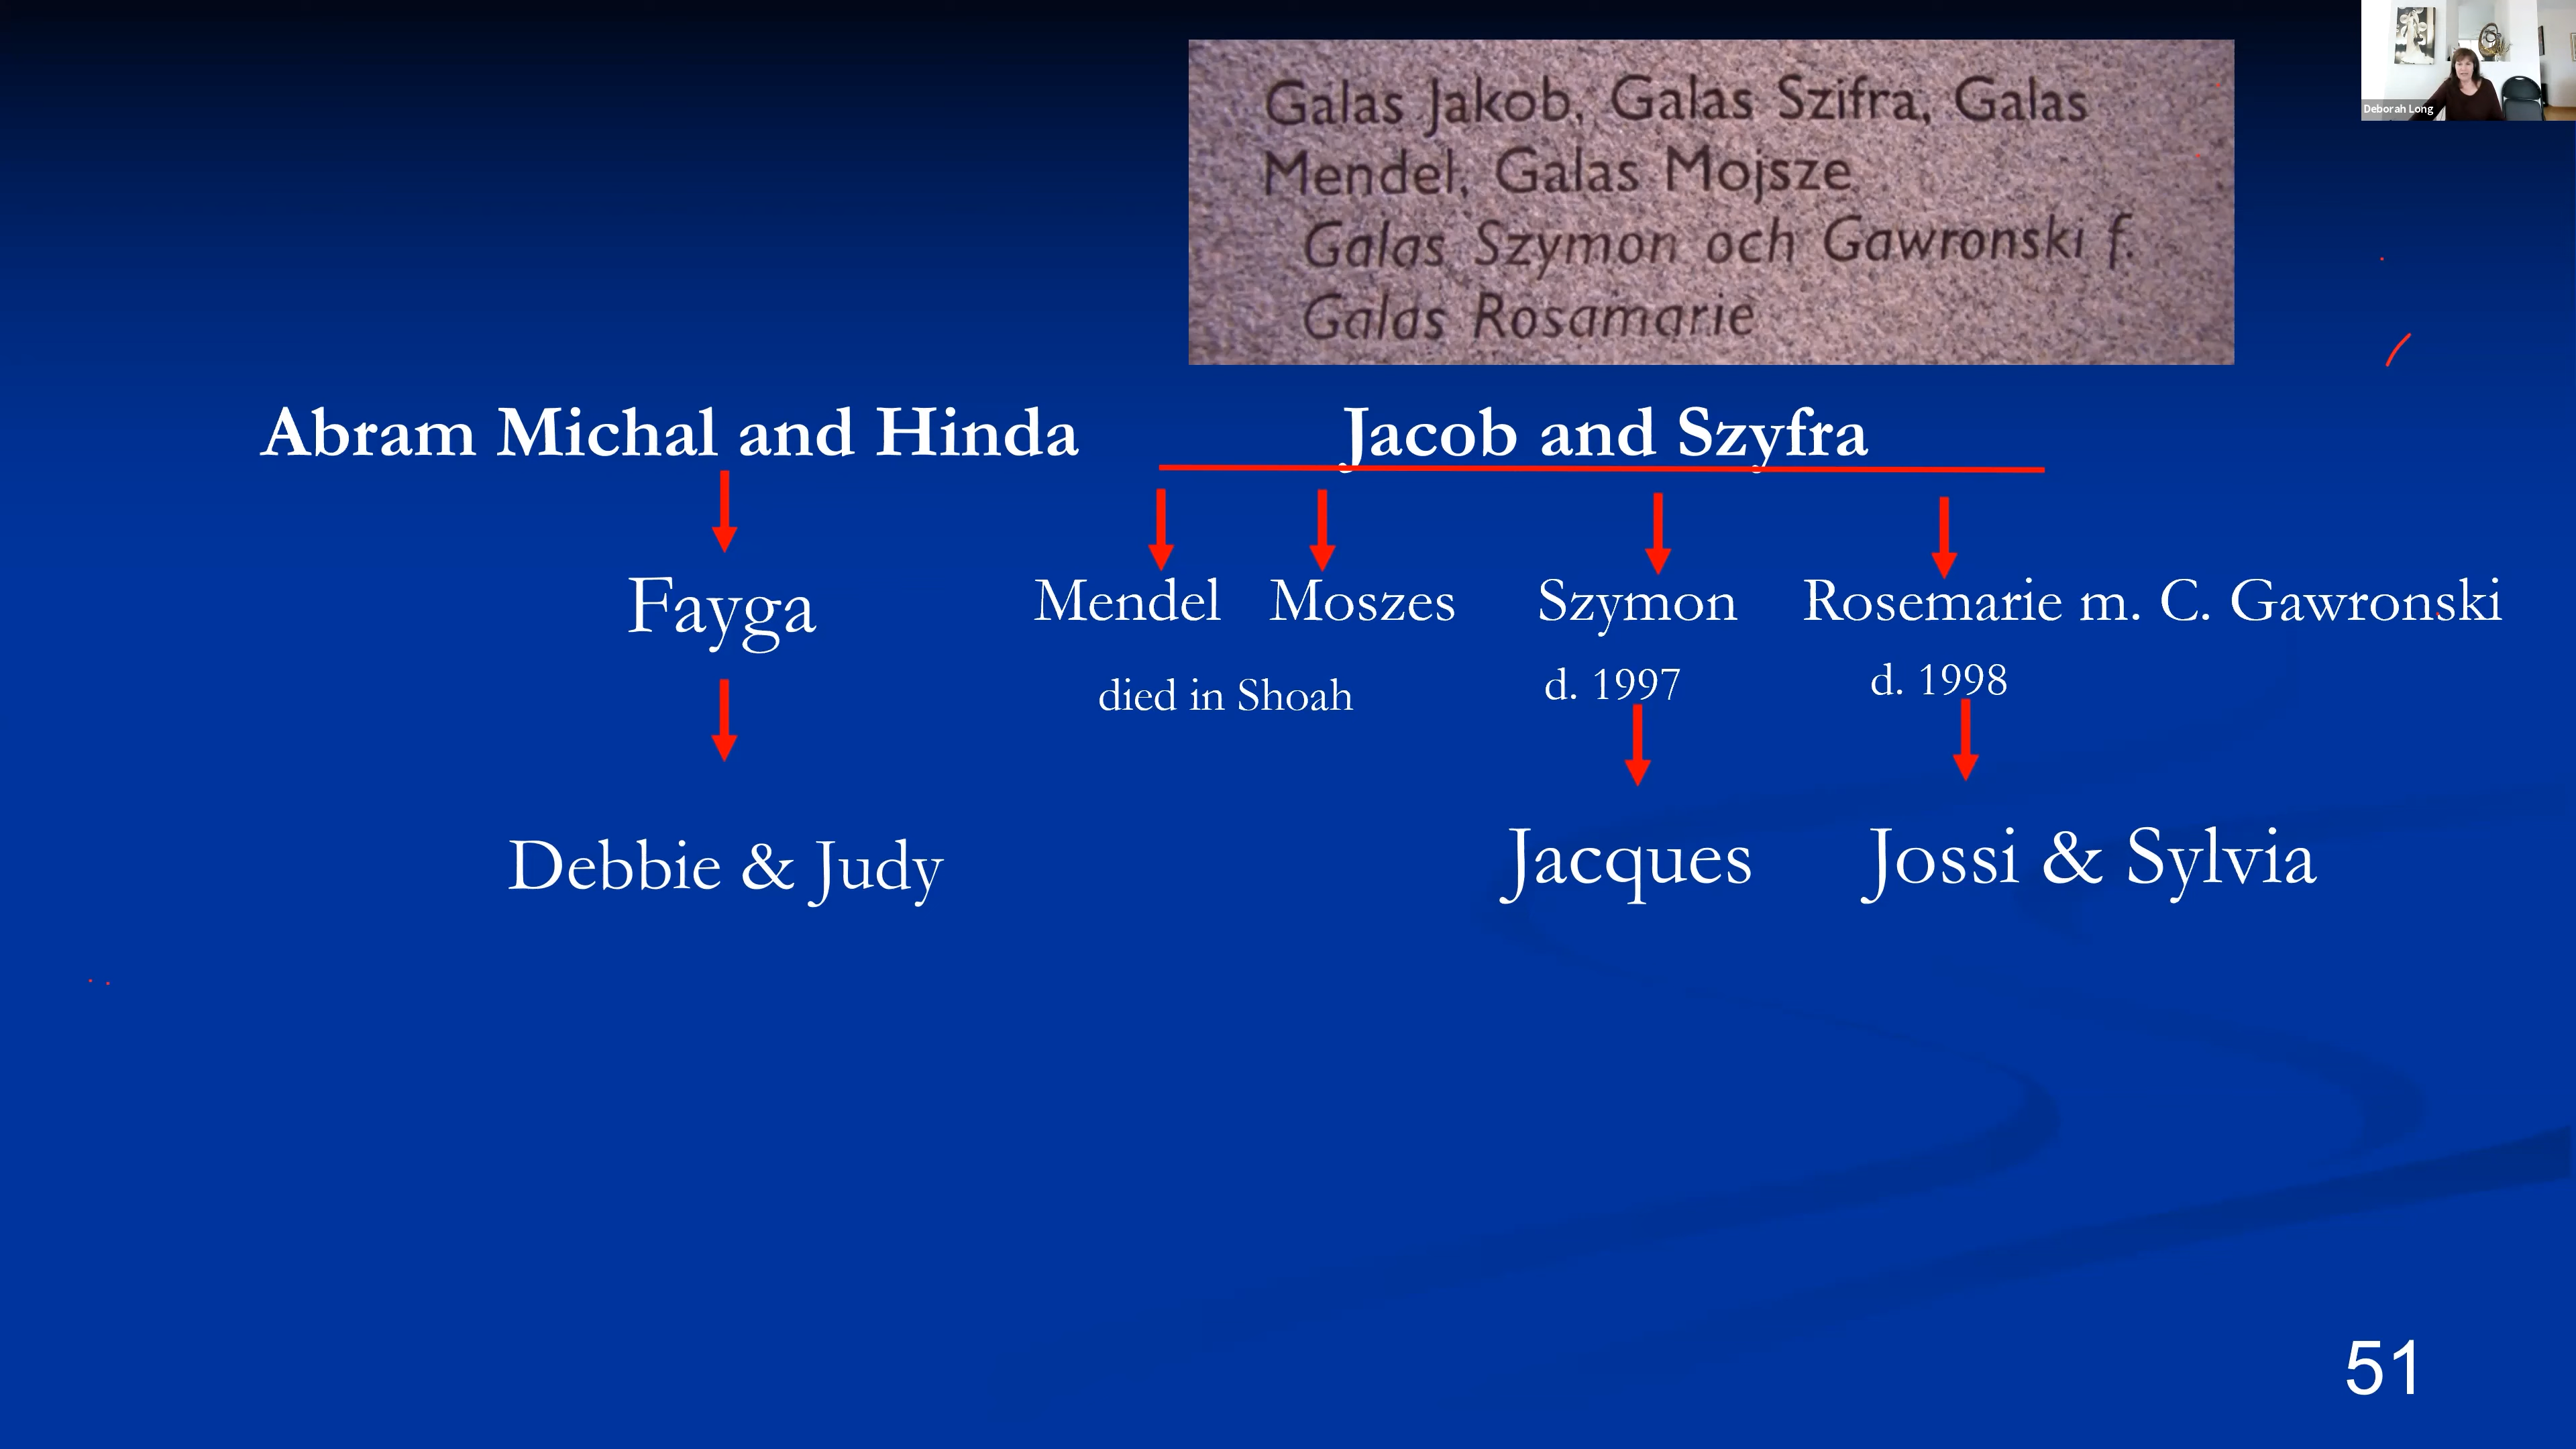 Galas Jakob, Galas Szifra, Galas
Mendel, Galas Mojsze
Galas Szymon och Gawronski f.
Galas Rosamarie
Deborah Long
Abram Michal and Hinda
Jacob and Szyfra
Fayga
Mendel
Moszes
Szymon
Rosemarie m. C. Gawronski
died in Shoah
d. 1997
d. 1998
Debbie & Judy
Jacques
Jossi & Sylvia
51